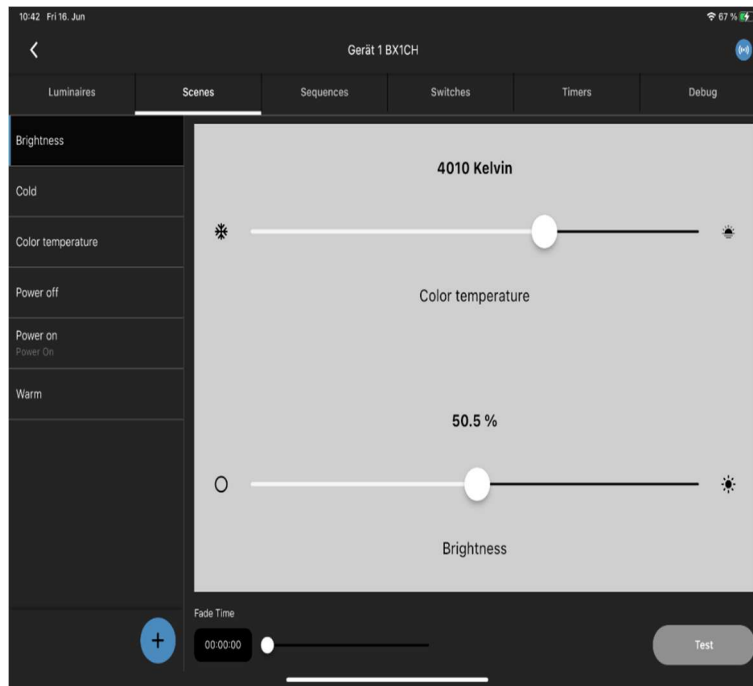 10:42 Fri 16. Jun
67 %
Gerät 1 BX1CH
Luminaires
Scenes
Sequences
Switches
Timers
Debug
Brightness
Cold
Color temperature
Power off
Power on
Power On
Warm
4010 Kelvin
Color temperature
50.5 %
Brightness
Fade Time
00:00:00
Test